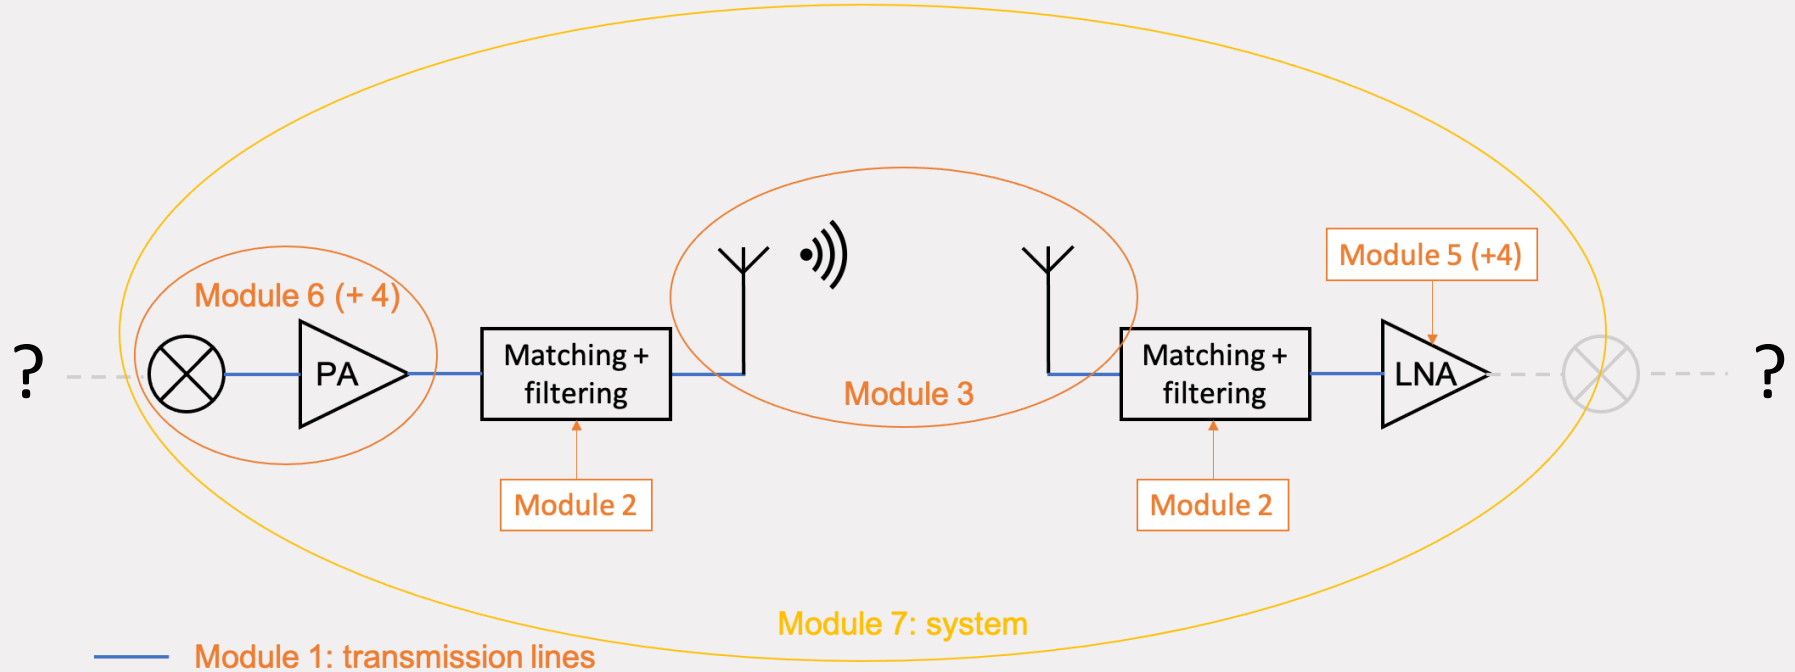 Module 5 (+4)
Module 6 (+ 4)
?
PA
Matching +
filtering
Module 3
Matching +
filtering
LNA
?
Module 2
Module 2
Module 7: system
Module 1: transmission lines